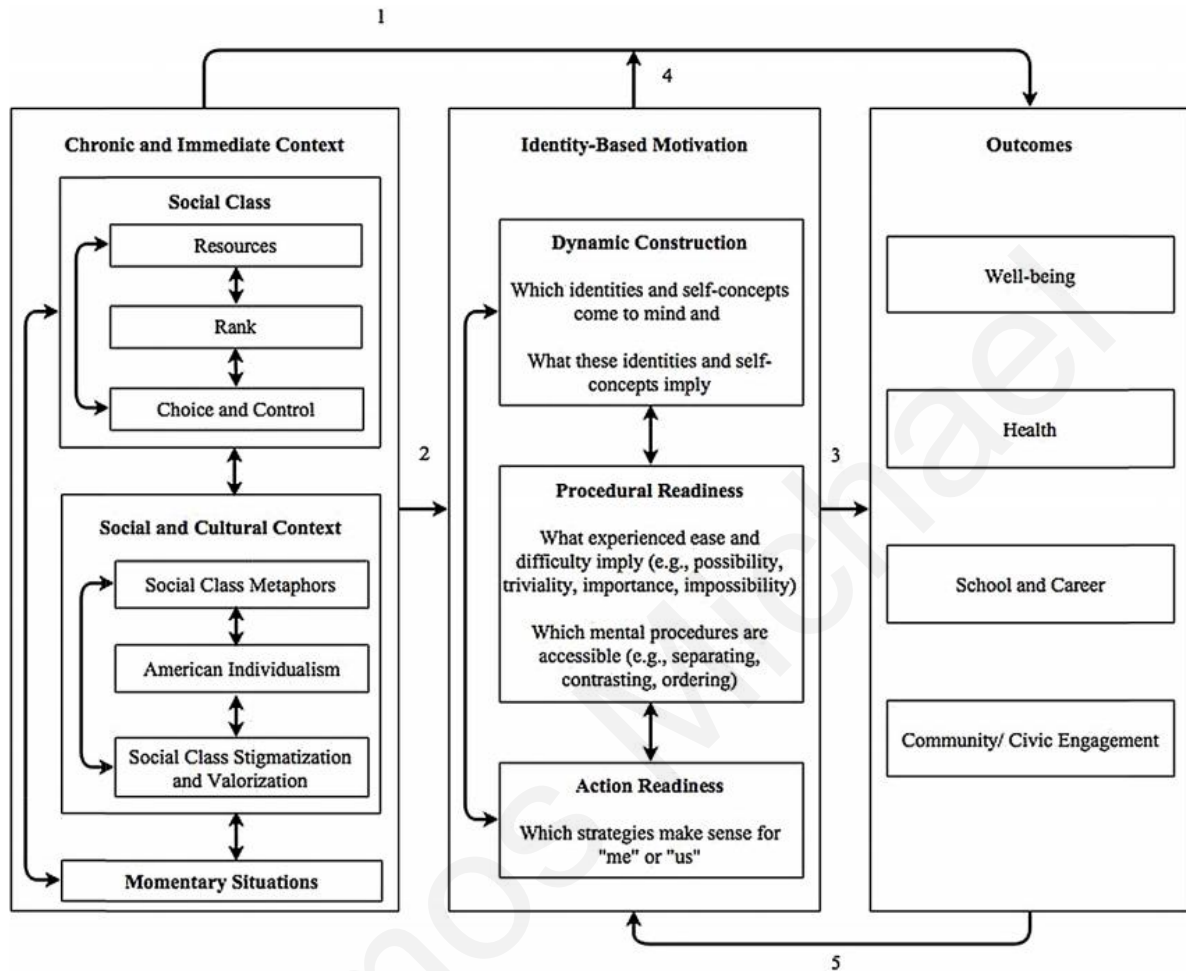 1
4
Chronic and Immediate Context
Social Class
Resources
Rank
Choice and Control
Social and Cultural Context
Social Class Metaphors
American Individualism
Social Class Stigmatization
and Valorization
Momentary Situations
2
Identity-Based Motivation
Dynamic Construction
Which identities and self-concepts
come to mind and
What these identities and self-
concepts imply
Procedural Readiness
What experienced ease and
difficulty imply (e.g., possibility,
triviality, importance, impossibility)
Which mental procedures are
accessible (e.g., separating,
contrasting, ordering)
Action Readiness
Which strategies make sense for
"me" or "us"
3
Outcomes
Well-being
Health
School and Career
Community/ Civic Engagement
5
Michael